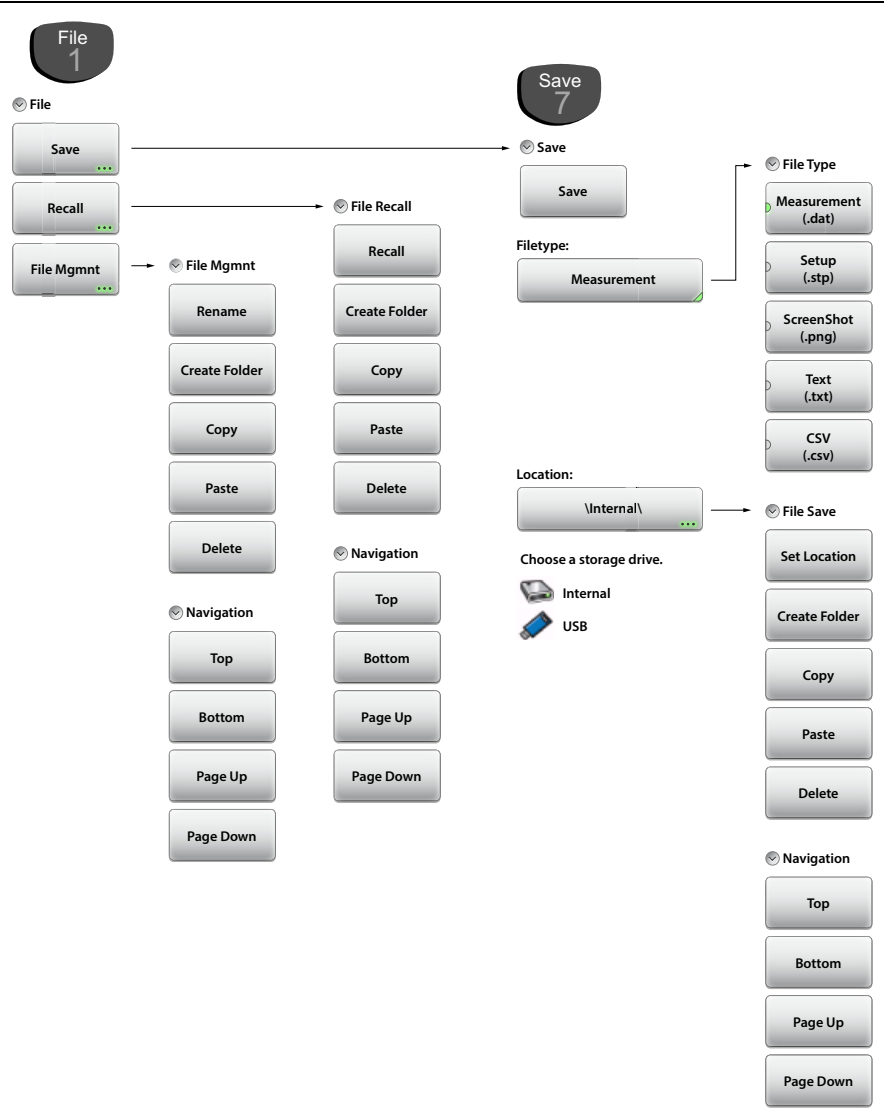 File
1
File
Save
Recall
File Mgmnt
File Mgmnt
Rename
Create Folder
Copy
Paste
Delete
Navigation
Top
Bottom
Page Up
Page Down
File Recall
Recall
Create Folder
Copy
Paste
Delete
Navigation
Top
Bottom
Page Up
Page Down
Save
7
Save
Save
Filetype:
Measurement
Location:
\Internal\
Choose a storage drive.
Internal
USB
File Type
Measurement
(.dat)
Setup
(.stp)
ScreenShot
(.png)
Text
(.txt)
CSV
(.csv)
File Save
Set Location
Create Folder
Copy
Paste
Delete
Navigation
Top
Bottom
Page Up
Page Down